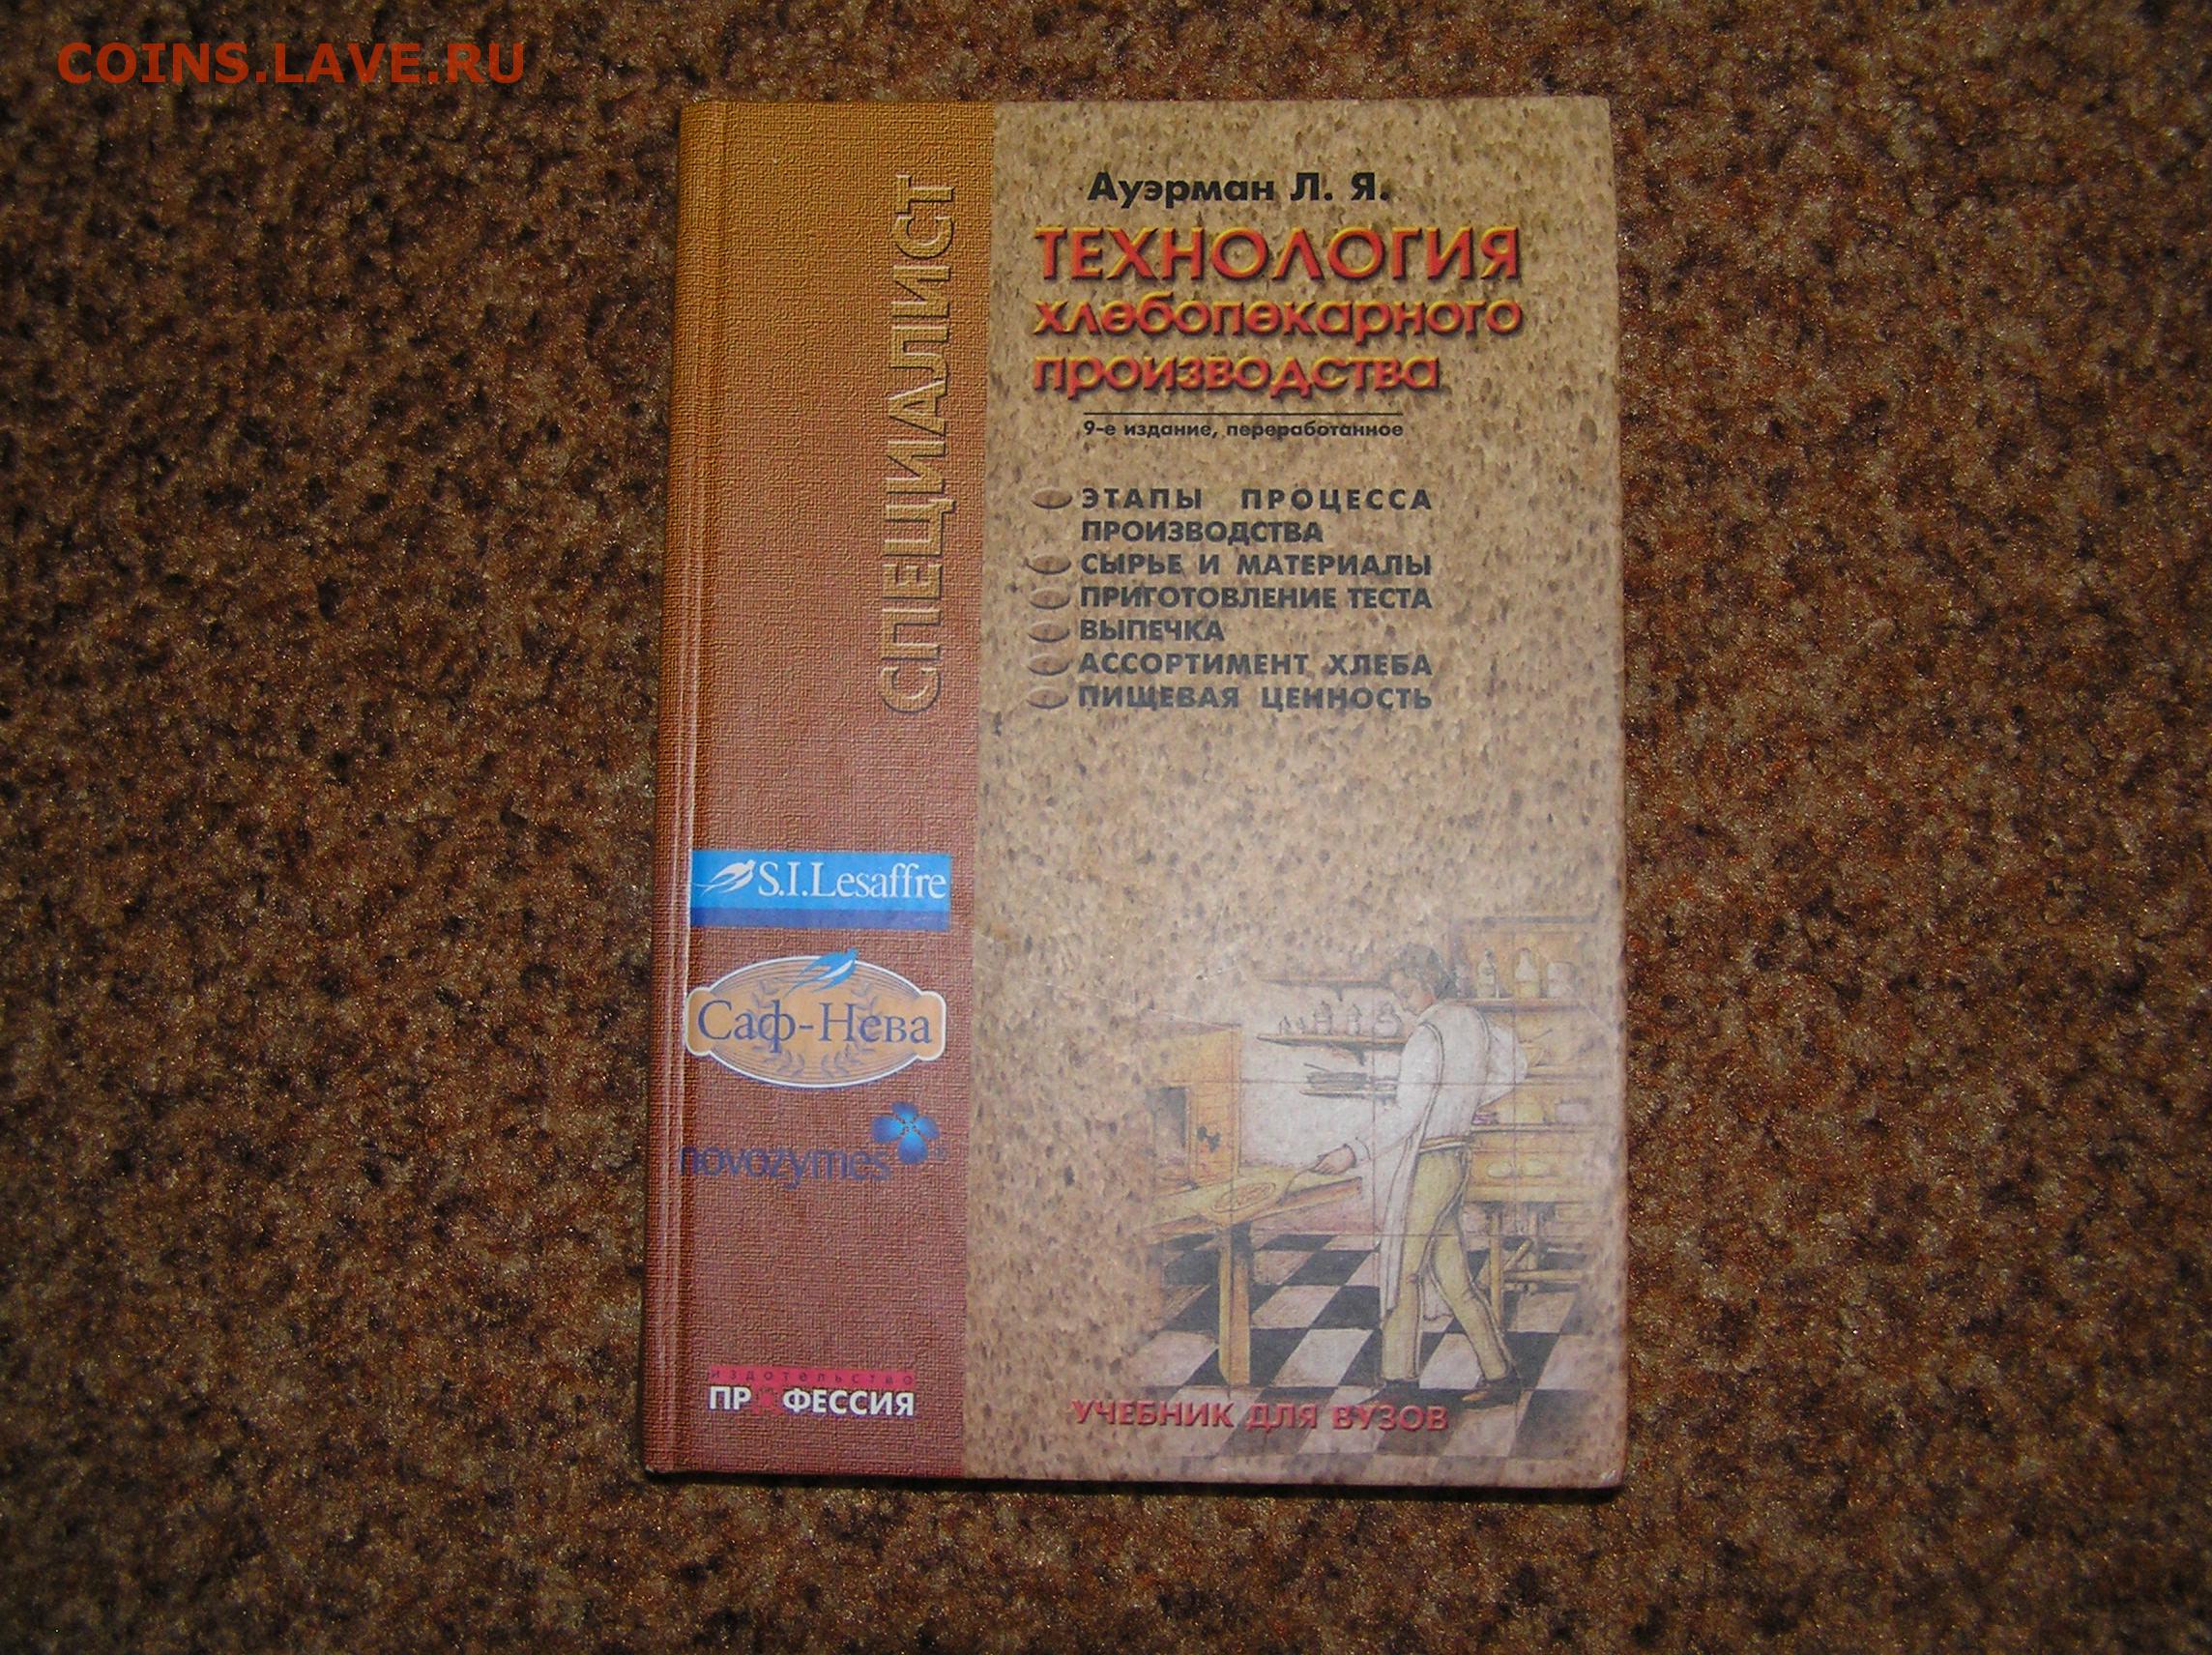 COINS.LAVE.RU
Ауэрман Л. Я.
ТЕХНОЛОГИЯ
хлебопекарного
производства
9-е издание, переработанное
ЭТАПЫ ПРОЦЕССА
ПРОИЗВОДСТВА
СЫРЬЕ И МАТЕРИАЛЫ
ПРИГОТОВЛЕНИЕ ТЕСТА
ВЫПЕЧКА
АССОРТИМЕНТ ХЛЕБА
ПИЩЕВАЯ ЦЕННОСТЬ
СПЕЦИАЛИСТ
S.I.Lesaffre
Саф-Нева
novozymes
издательство
ПРОФЕССИЯ
УЧЕБНИК ДЛЯ ВУЗОВ